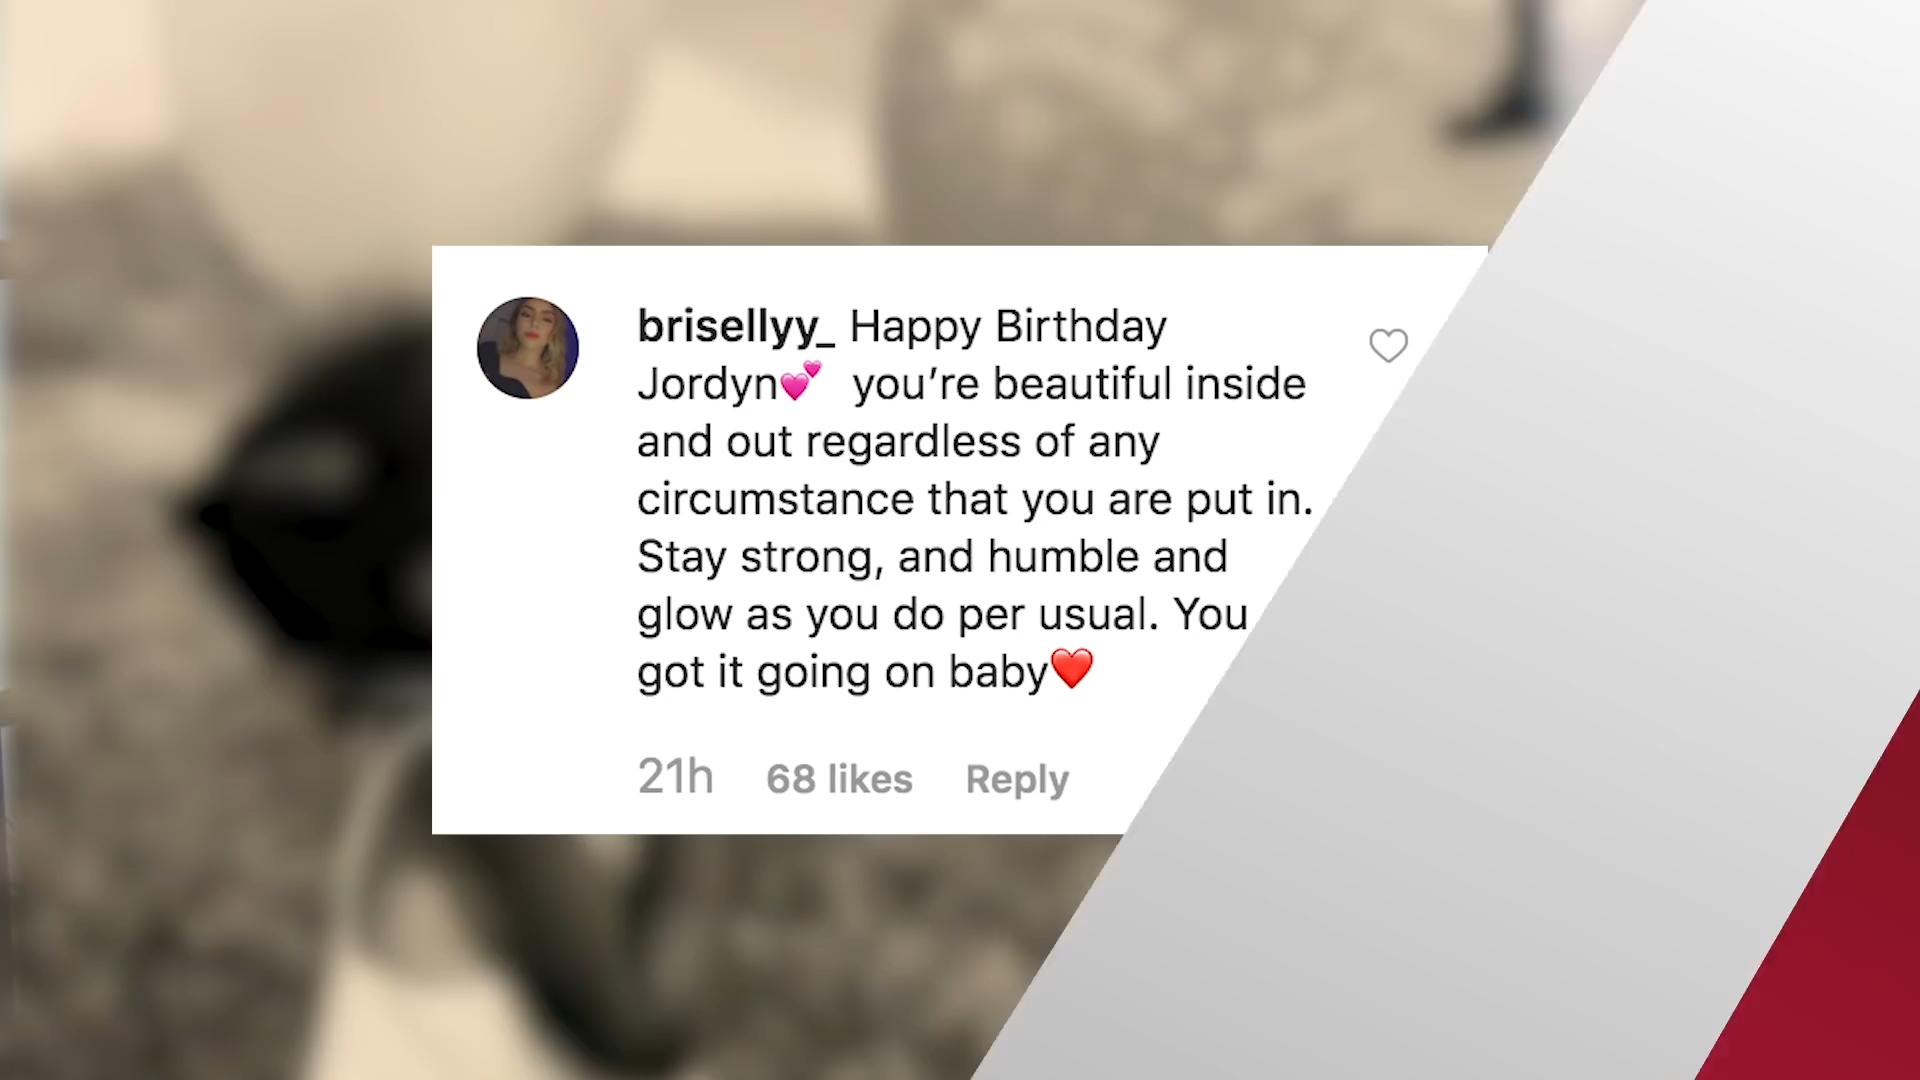 briselly​y_ Happy Birthday
Jordyn💕 you’re beautiful inside
and out regardless of any
circumstance that you are put in.
Stay strong, and humble and
glow as you do per usual. You
got it going on baby❤️
21h 68 likes Reply